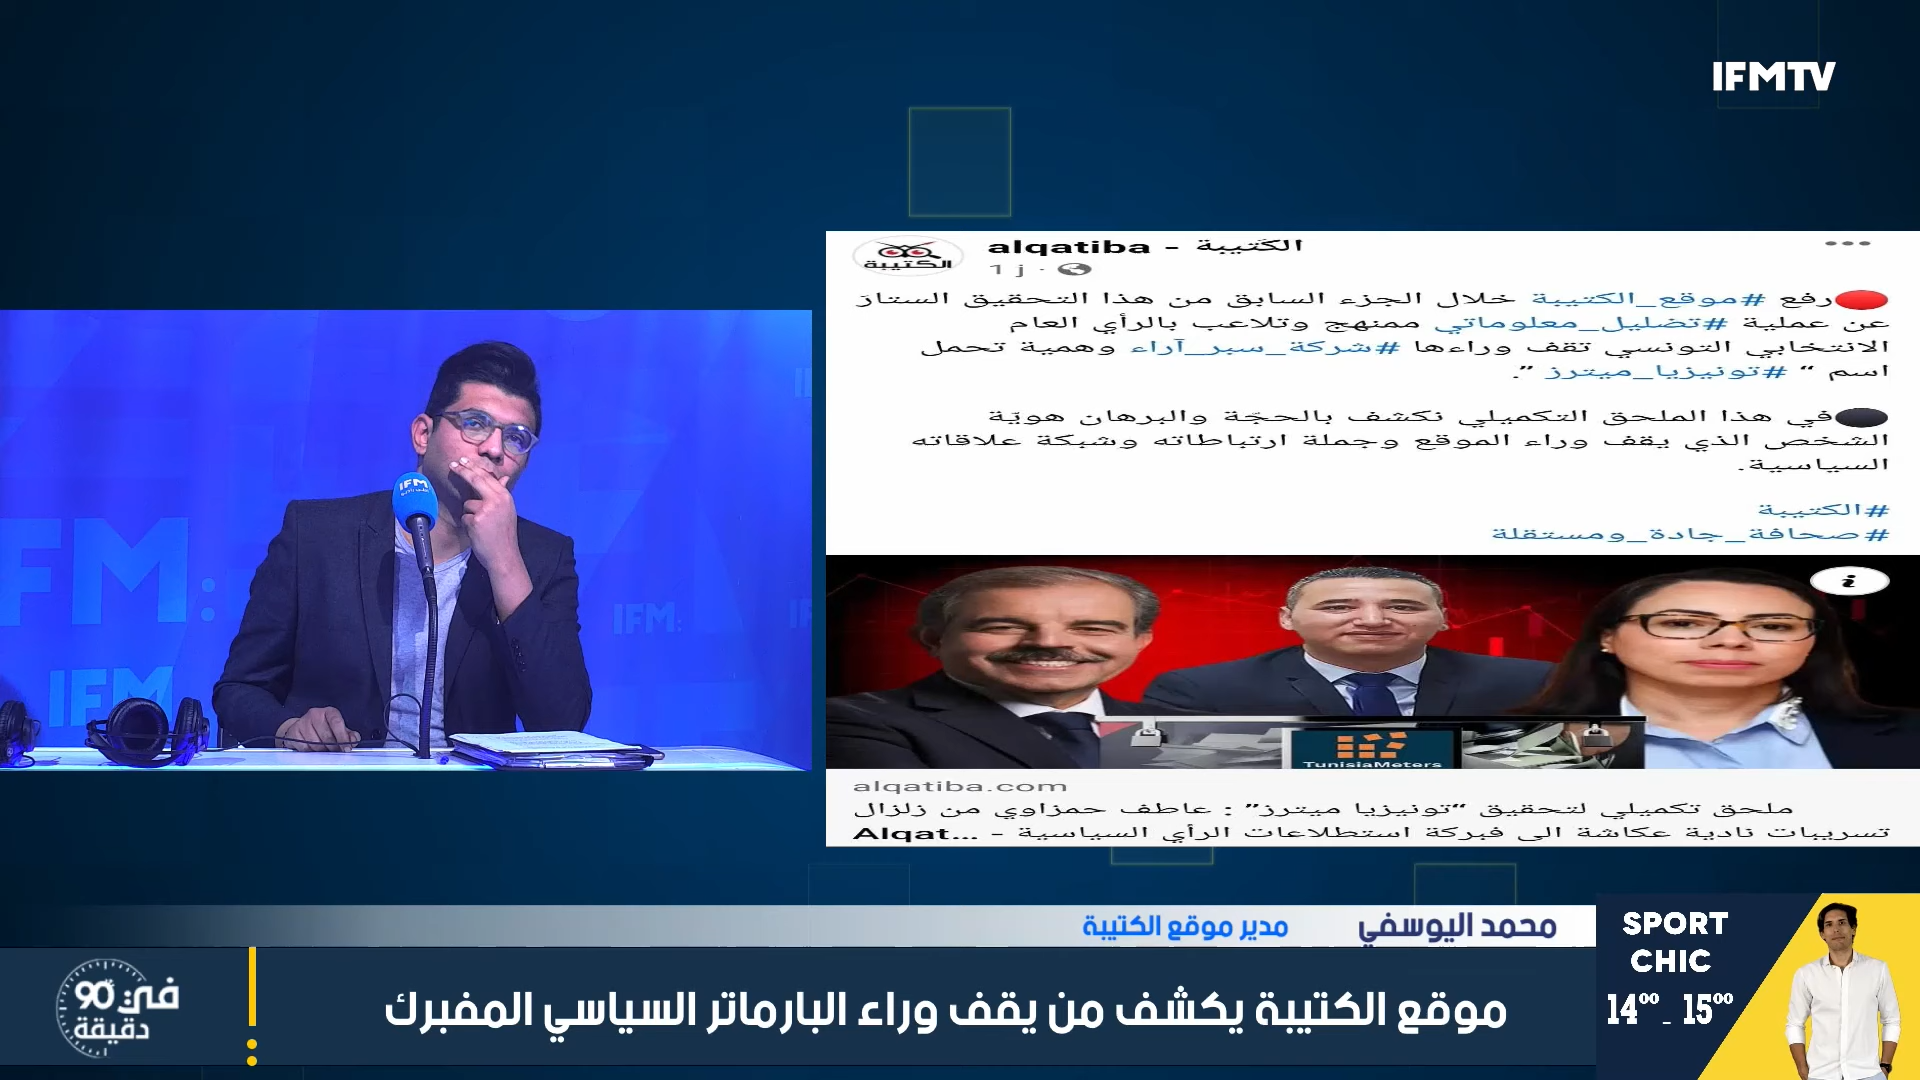 IFMTV
alqatiba - الكتيبة
1 j ·
الكتيبة
رفع #موقع_الكتيبة خلال الجزء السابق من هذا التحقيق الستار
عن عملية #تضليل_معلوماتي ممنهج وتلاعب بالرأي العام
الانتخابي التونسي تقف وراءها #شركة_سبر_آراء وهمية تحمل
اسم “ #تونيزيا_ميترز ”.
في هذا الملحق التكميلي نكشف بالحجّة والبرهان هويّة
الشخص الذي يقف وراء الموقع وجملة ارتباطاته وشبكة علاقاته
السياسية.
#الكتيبة
#صحافة_جادة_ومستقلة
IFM
IFM:
IFM:
IFM
TunisiaMeters
alqatiba.com
ملحق تكميلي لتحقيق “تونيزيا ميترز” : عاطف حمزاوي من زلزال
تسريبات نادية عكاشة الى فبركة استطلاعات الرأي السياسية - Alqat...
محمد اليوسفي
مدير موقع الكتيبة
موقع الكتيبة يكشف من يقف وراء البارماتر السياسي المفبرك
في 90
دقيقة
SPORT
CHIC
14⁰⁰ - 15⁰⁰